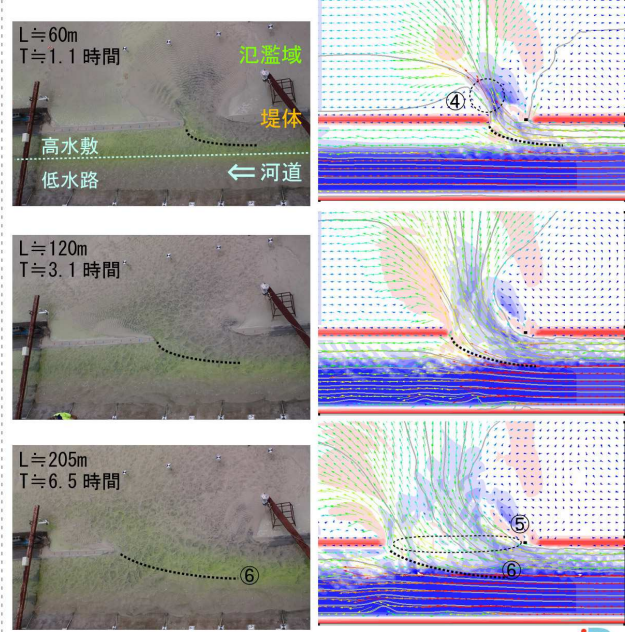 L≒60m
T≒1.1時間
氾濫域
堤体
高水敷
低水路
⇐河道
④
L≒120m
T≒3.1時間
L≒205m
T≒6.5時間
⑥
⑤
⑥